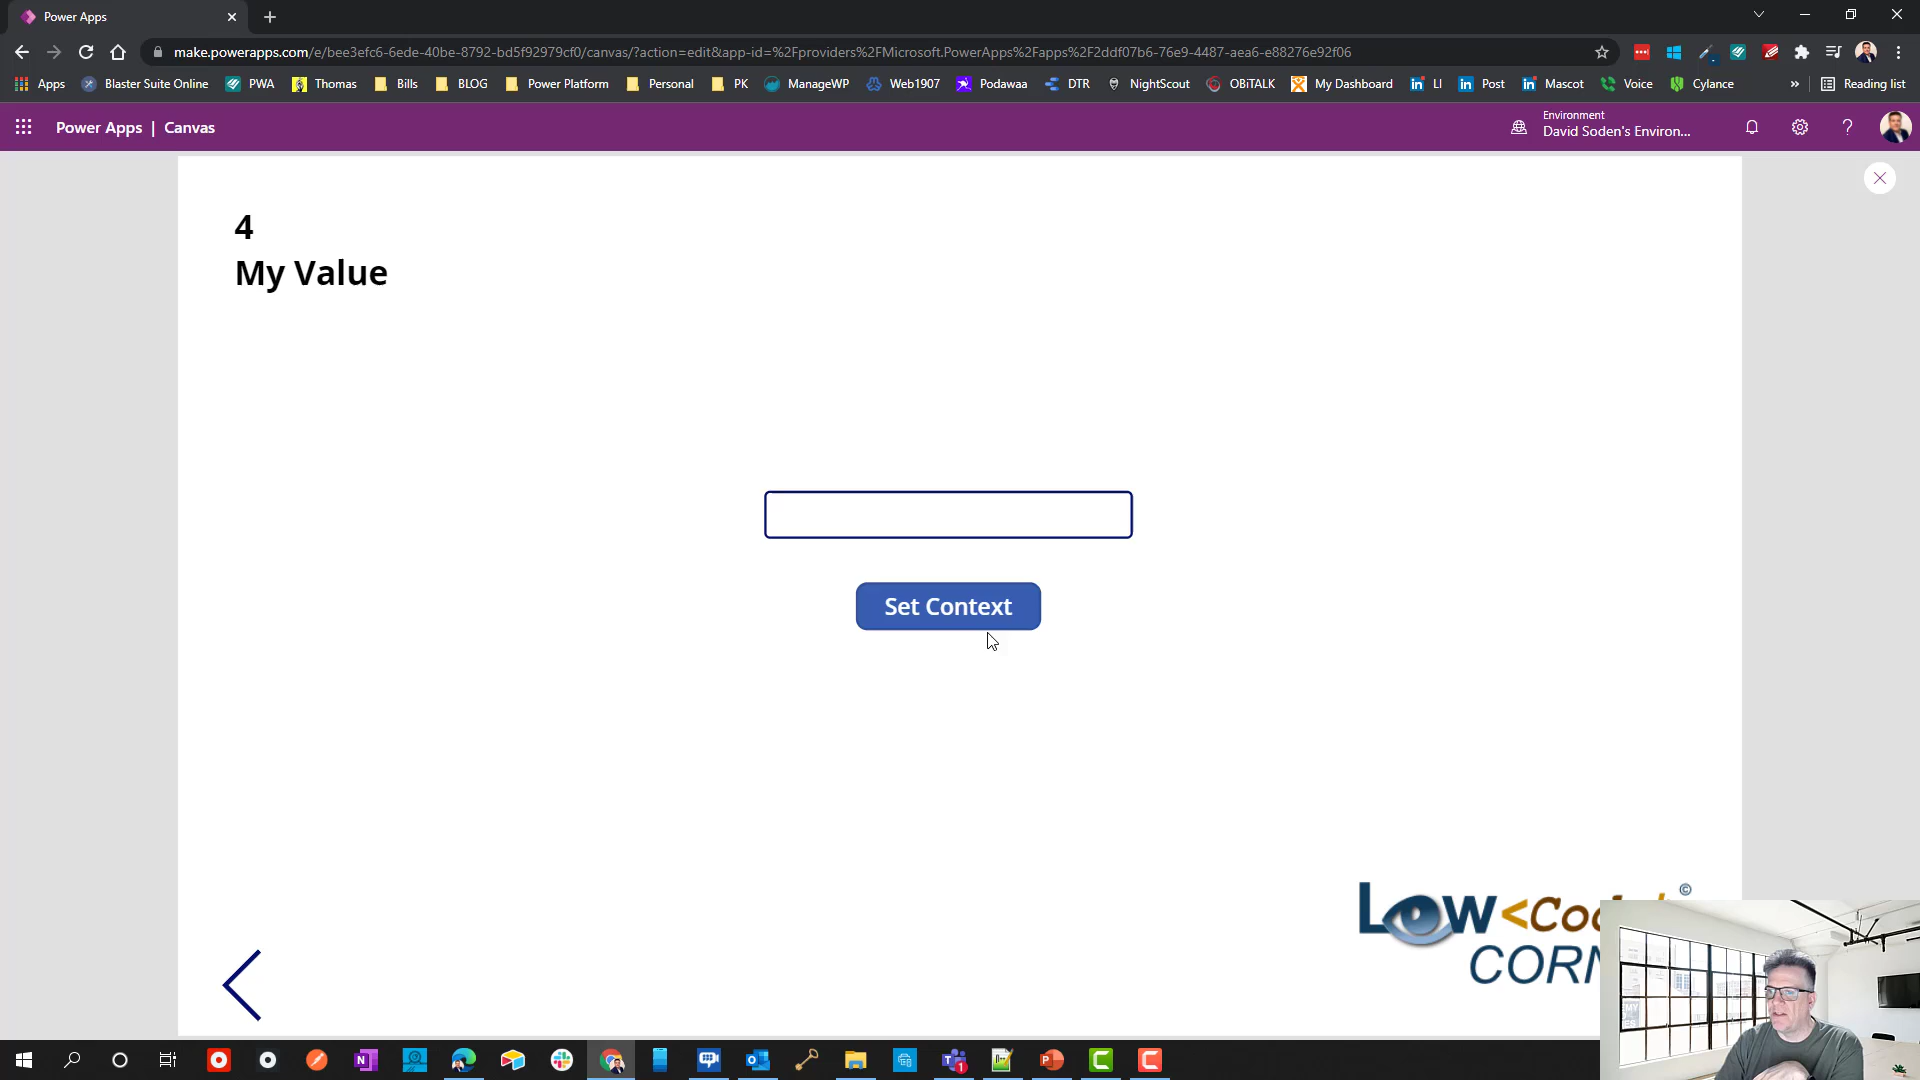 Power Apps
make.powerapps.com/e/bee3efc6-6ede-40be-8792-bd5f92979cf0/canvas/?action=edit&app-id=%2Fproviders%2FMicrosoft.PowerApps%2Fapps%2F2ddf07b6-76e9-4487-aea6-e88276e92f06
Apps Blaster Suite Online PWA Thomas Bills BLOG Power Platform Personal PK ManageWP Web1907 Podawaa DTR NightScout OBiTALK My Dashboard LI Post Mascot Voice Cylance » Reading list
Power Apps | Canvas
Environment
David Soden's Environ...
4
My Value
Set Context
LOW <Cod
©
CORN